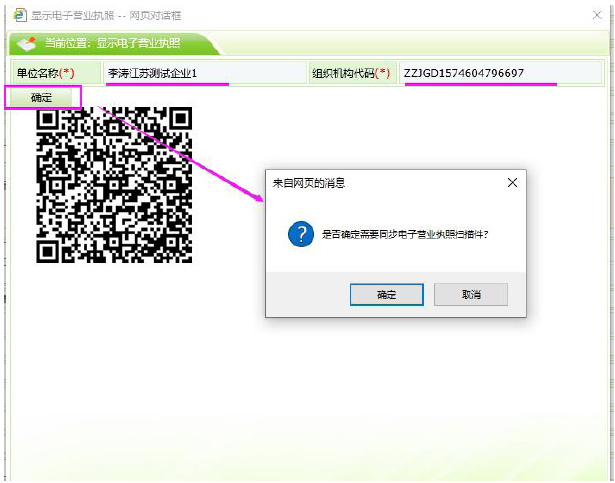 显示电子营业执照 -- 网页对话框
当前位置：显示电子营业执照
单位名称(*) 李涛江苏测试企业1 组织机构代码(*) ZZJGD1574604796697
确定
来自网页的消息
是否确定需要同步电子营业执照扫描件?
确定 取消